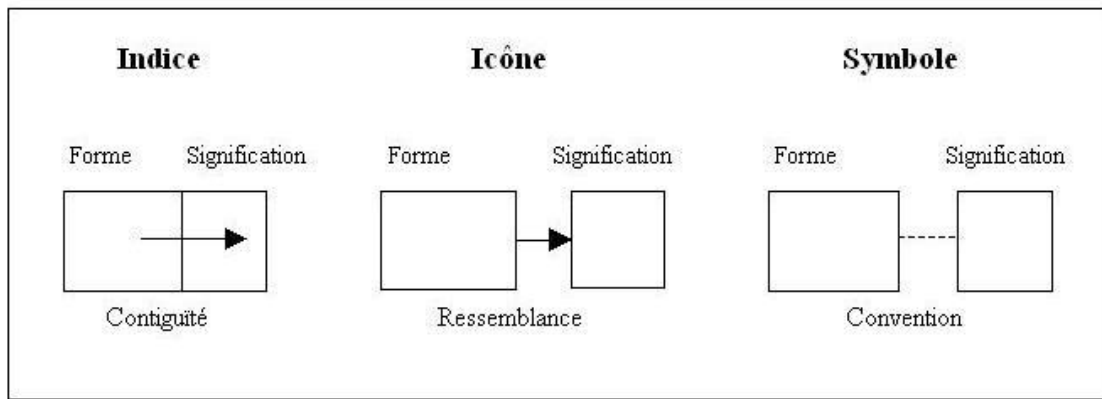 Indice
Icône
Symbole
Forme Signification
Forme Signification
Forme Signification
Contiguïté
Ressemblance
Convention